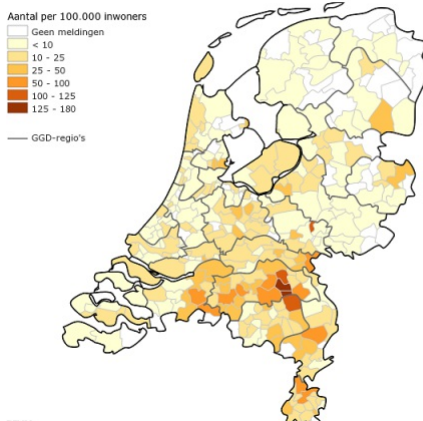 Aantal per 100.000 inwoners
Geen meldingen
< 10
10 - 25
25 - 50
50 - 100
100 - 125
125 - 180
GGD-regio's